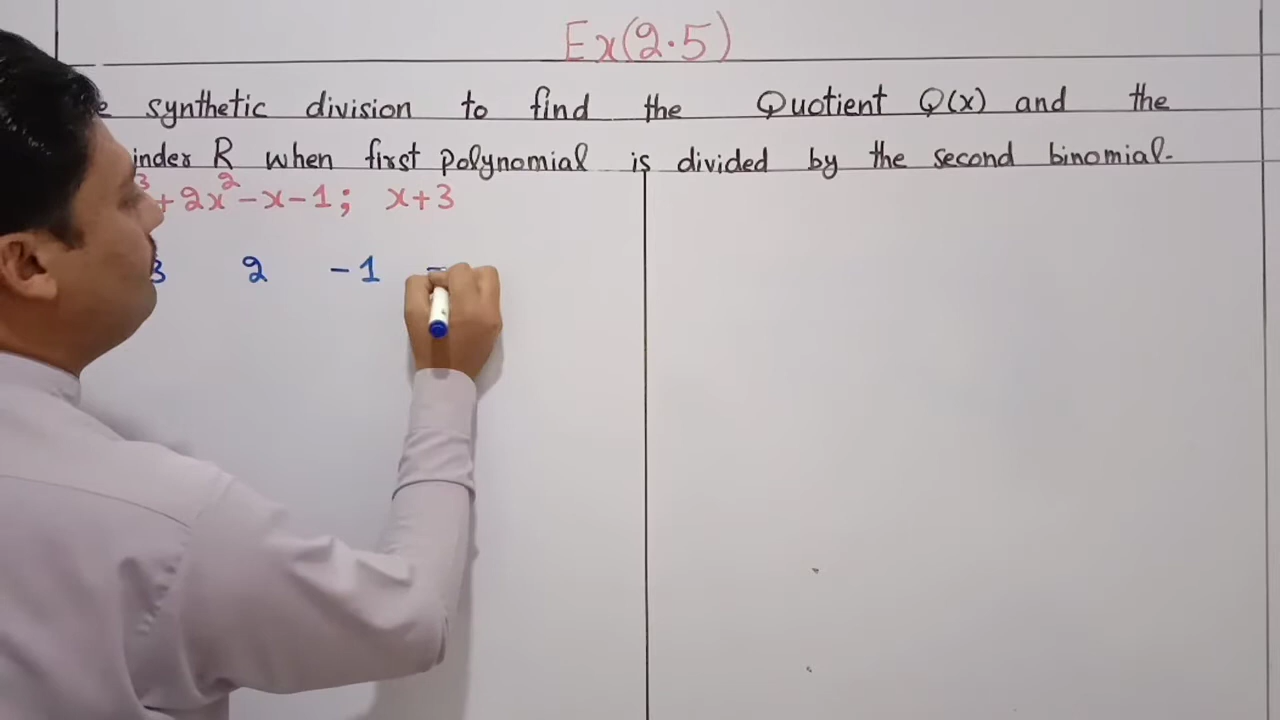 Ex(2.5)
synthetic division to find the Quotient Q(x) and the
R when first polynomial is divided by the second binomial.
³+2x²-x-1; x+3
3 2 -1 -